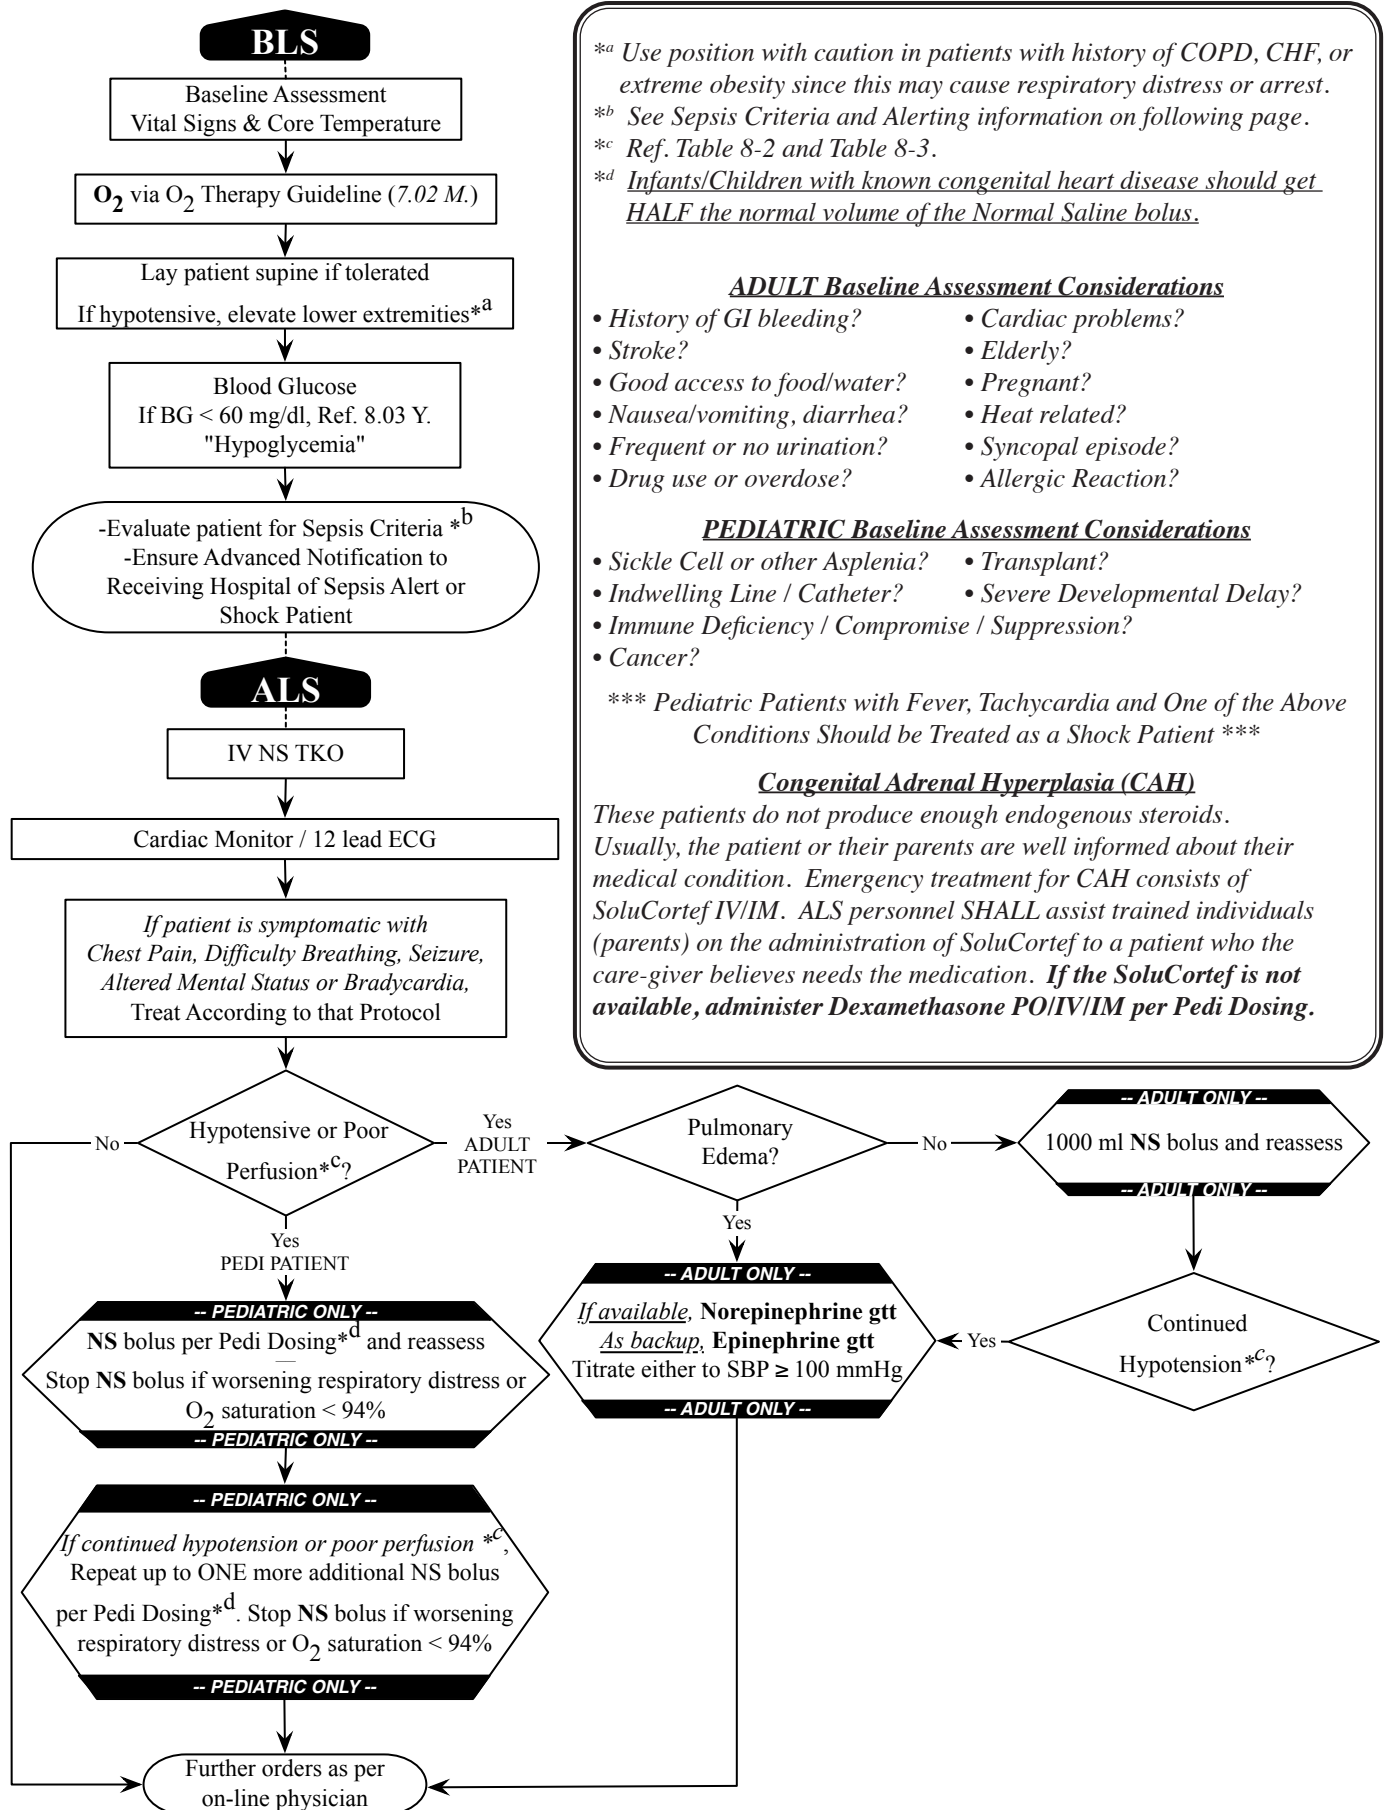 BLS
Baseline Assessment
Vital Signs & Core Temperature
O2 via O2 Therapy Guideline (7.02 M.)
Lay patient supine if tolerated
If hypotensive, elevate lower extremities*a
Blood Glucose
If BG < 60 mg/dl, Ref. 8.03 Y.
"Hypoglycemia"
-Evaluate patient for Sepsis Criteria *b
-Ensure Advanced Notification to
Receiving Hospital of Sepsis Alert or
Shock Patient
ALS
IV NS TKO
Cardiac Monitor / 12 lead ECG
If patient is symptomatic with
Chest Pain, Difficulty Breathing, Seizure,
Altered Mental Status or Bradycardia,
Treat According to that Protocol
*a Use position with caution in patients with history of COPD, CHF, or
extreme obesity since this may cause respiratory distress or arrest.
*b See Sepsis Criteria and Alerting information on following page.
*c Ref. Table 8-2 and Table 8-3.
*d Infants/Children with known congenital heart disease should get
HALF the normal volume of the Normal Saline bolus.
ADULT Baseline Assessment Considerations
• History of GI bleeding? • Cardiac problems?
• Stroke? • Elderly?
• Good access to food/water? • Pregnant?
• Nausea/vomiting, diarrhea? • Heat related?
• Frequent or no urination? • Syncopal episode?
• Drug use or overdose? • Allergic Reaction?
PEDIATRIC Baseline Assessment Considerations
• Sickle Cell or other Asplenia? • Transplant?
• Indwelling Line / Catheter? • Severe Developmental Delay?
• Immune Deficiency / Compromise / Suppression?
• Cancer?
*** Pediatric Patients with Fever, Tachycardia and One of the Above
Conditions Should be Treated as a Shock Patient ***
Congenital Adrenal Hyperplasia (CAH)
These patients do not produce enough endogenous steroids.
Usually, the patient or their parents are well informed about their
medical condition. Emergency treatment for CAH consists of
SoluCortef IV/IM. ALS personnel SHALL assist trained individuals
(parents) on the administration of SoluCortef to a patient who the
care-giver believes needs the medication. If the SoluCortef is not
available, administer Dexamethasone PO/IV/IM per Pedi Dosing.
Hypotensive or Poor
Perfusion*c?
No
Yes
ADULT
PATIENT
Pulmonary
Edema?
No
-- ADULT ONLY --
1000 ml NS bolus and reassess
-- ADULT ONLY --
Yes
PEDI PATIENT
Yes
-- PEDIATRIC ONLY --
NS bolus per Pedi Dosing*d and reassess
Stop NS bolus if worsening respiratory distress or
O2 saturation < 94%
-- PEDIATRIC ONLY --
-- ADULT ONLY --
If available, Norepinephrine gtt
As backup, Epinephrine gtt
Titrate either to SBP ≥ 100 mmHg
-- ADULT ONLY --
Yes
Continued
Hypotension*c?
-- PEDIATRIC ONLY --
If continued hypotension or poor perfusion *c,
Repeat up to ONE more additional NS bolus
per Pedi Dosing*d. Stop NS bolus if worsening
respiratory distress or O2 saturation < 94%
-- PEDIATRIC ONLY --
Further orders as per
on-line physician